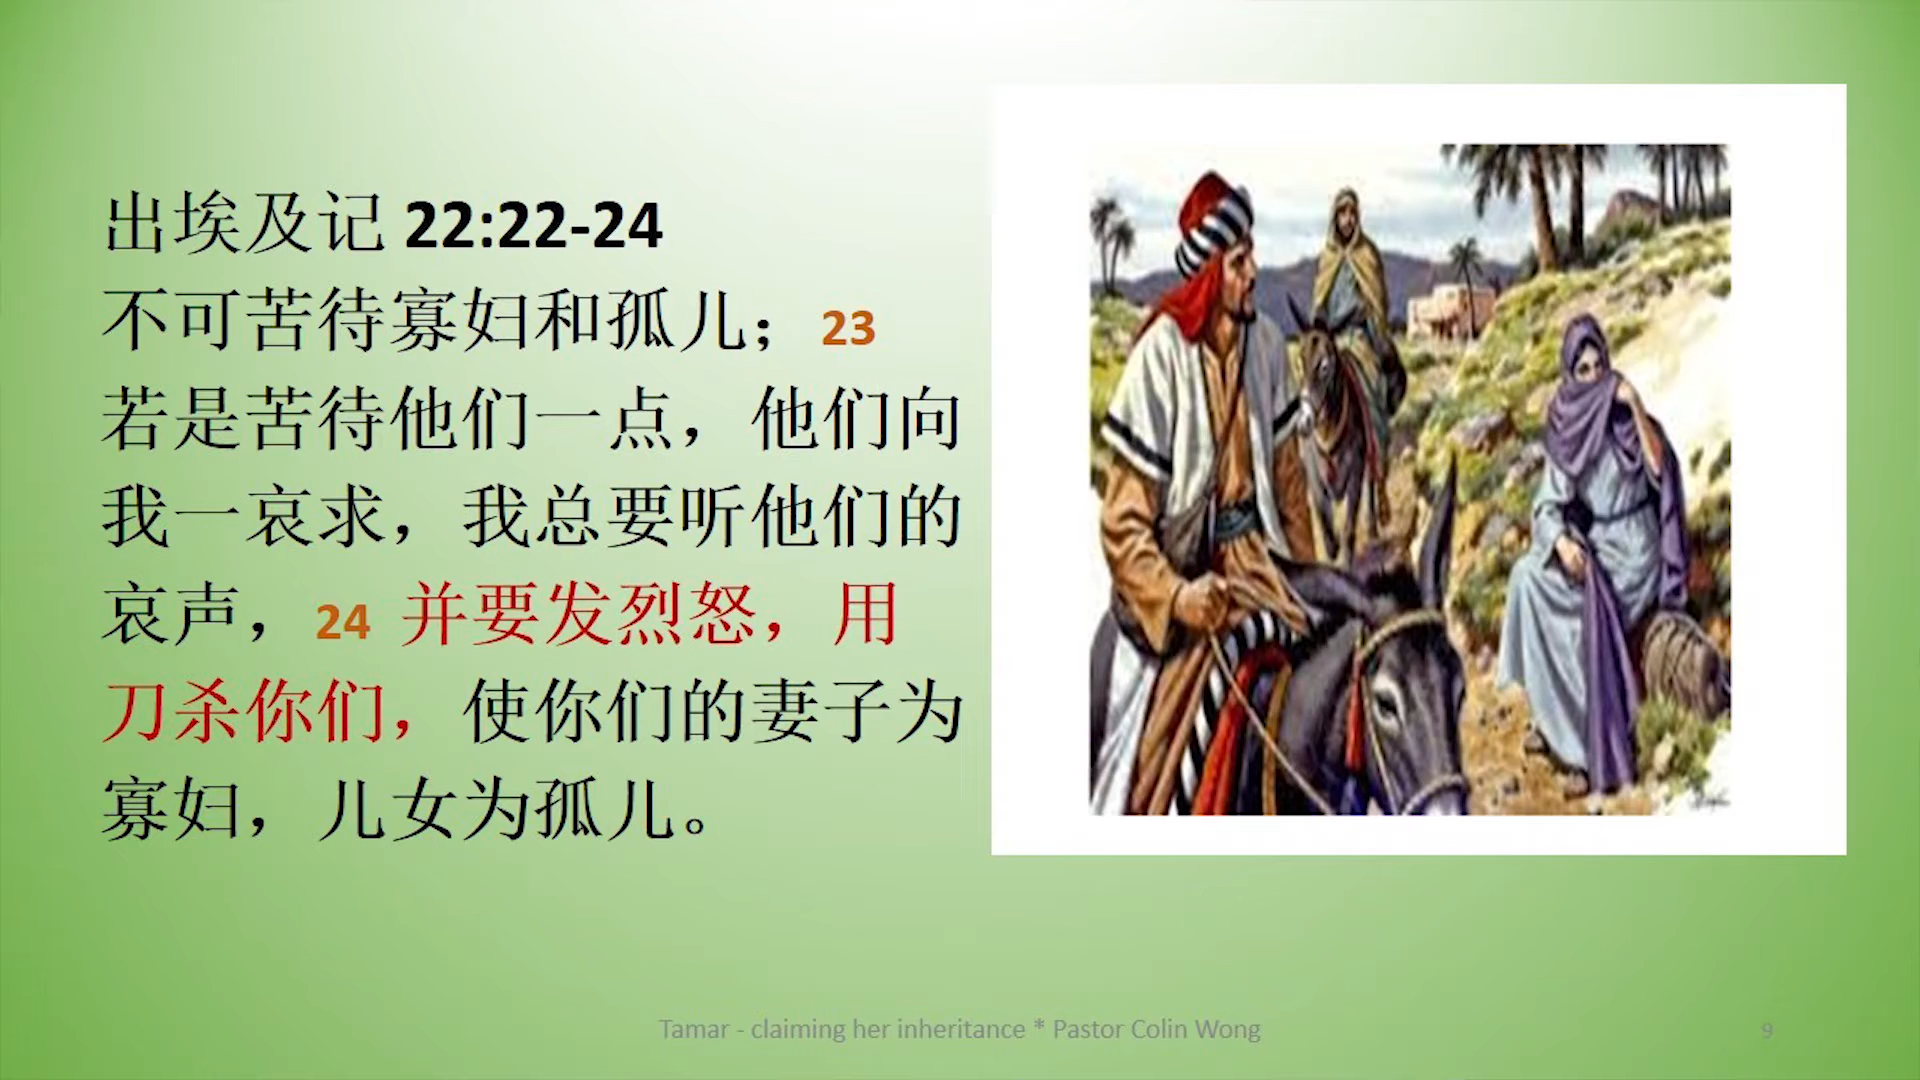 出埃及记 22:22-24
不可苦待寡妇和孤儿； 23
若是苦待他们一点，他们向
我一哀求，我总要听他们的
哀声， 24 并要发烈怒，用
刀杀你们，使你们的妻子为
寡妇，儿女为孤儿。
Tamar - claiming her inheritance * Pastor Colin Wong
9